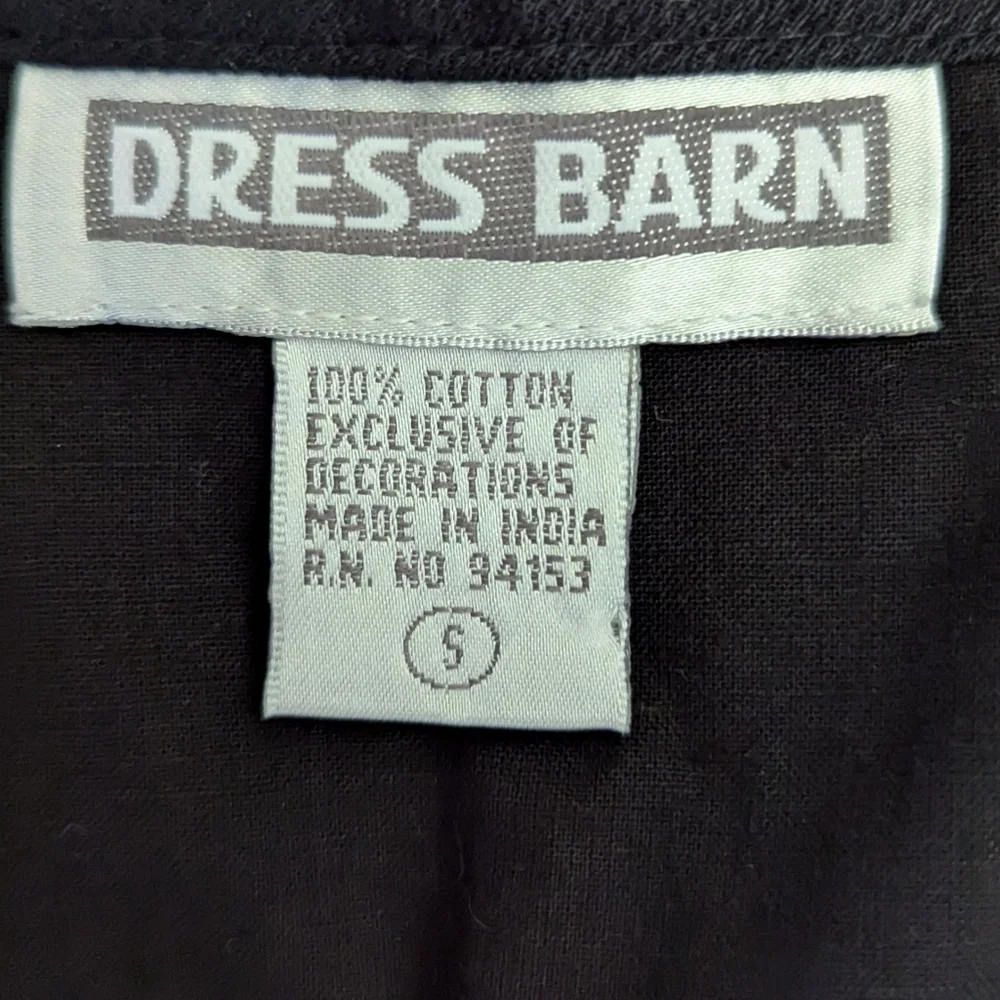 DRESS BARN
100% COTTON
EXCLUSIVE OF
DECORATIONS
MADE IN INDIA
R.N. NO 94153
S